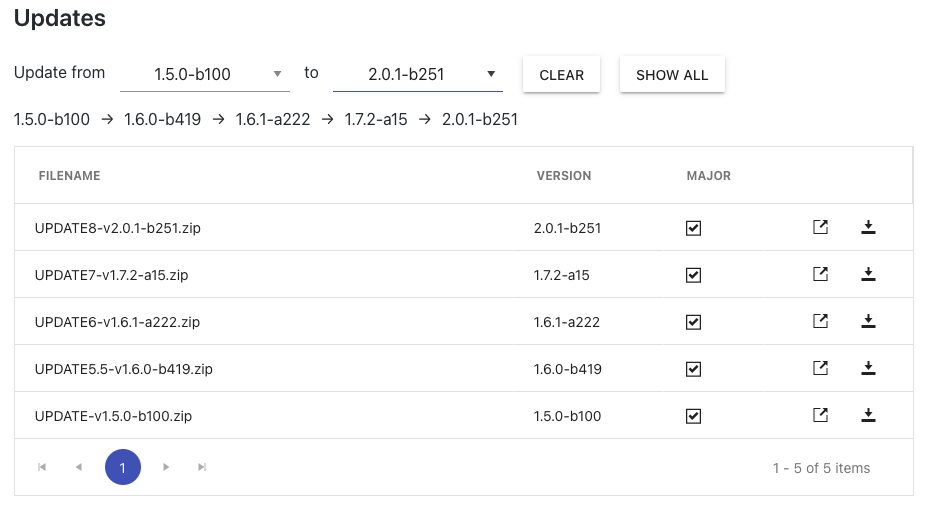 Updates
Update from 1.5.0-b100 to 2.0.1-b251 CLEAR SHOW ALL
1.5.0-b100 → 1.6.0-b419 → 1.6.1-a222 → 1.7.2-a15 → 2.0.1-b251
FILENAME VERSION MAJOR
UPDATE8-v2.0.1-b251.zip 2.0.1-b251
UPDATE7-v1.7.2-a15.zip 1.7.2-a15
UPDATE6-v1.6.1-a222.zip 1.6.1-a222
UPDATE5.5-v1.6.0-b419.zip 1.6.0-b419
UPDATE-v1.5.0-b100.zip 1.5.0-b100
1 1 - 5 of 5 items